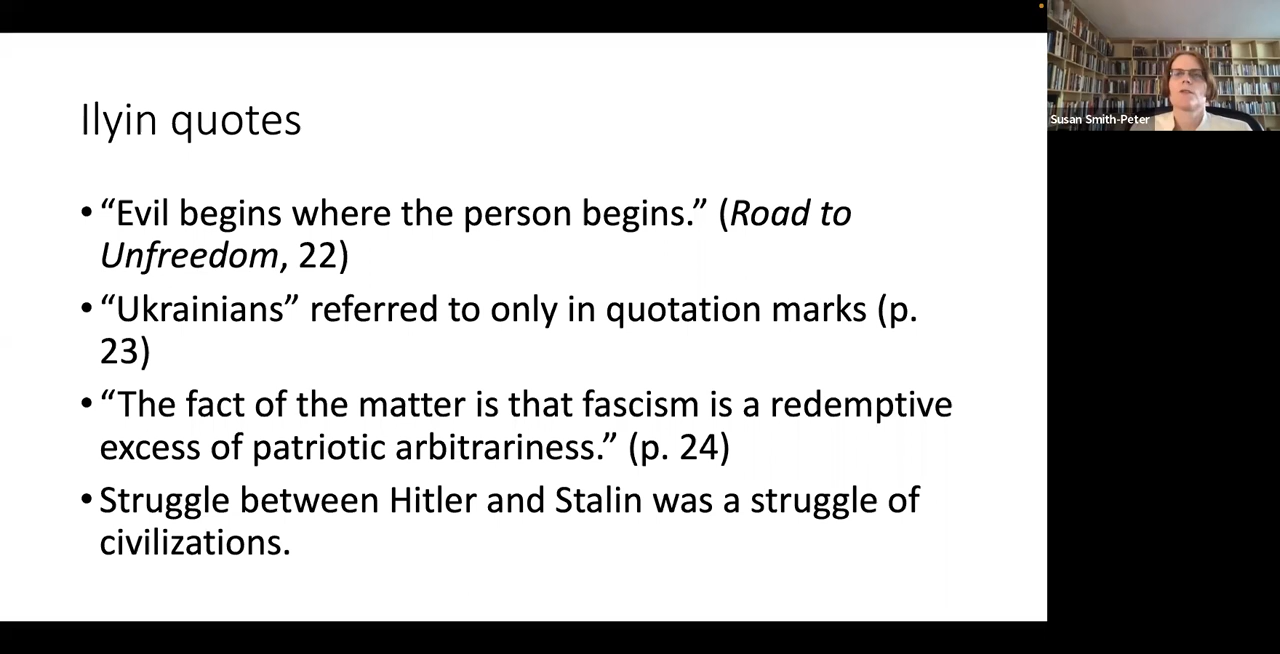 Ilyin quotes
• “Evil begins where the person begins.” (Road to
Unfreedom, 22)
• “Ukrainians” referred to only in quotation marks (p.
23)
• “The fact of the matter is that fascism is a redemptive
excess of patriotic arbitrariness.” (p. 24)
• Struggle between Hitler and Stalin was a struggle of
civilizations.
Susan Smith-Peter